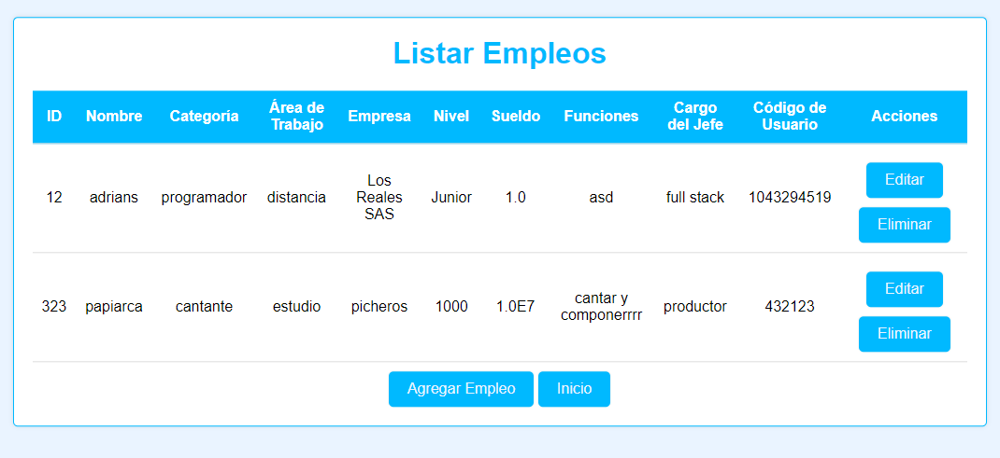 Listar Empleos
ID Nombre Categoría Área de Trabajo Empresa Nivel Sueldo Funciones Cargo del Jefe Código de Usuario Acciones
12 adrians programador distancia Los Reales SAS Junior 1.0 asd full stack 1043294519 Editar
Eliminar
323 papiarca cantante estudio picheros 1000 1.0E7 cantar y componerrrr productor 432123 Editar
Eliminar
Agregar Empleo Inicio